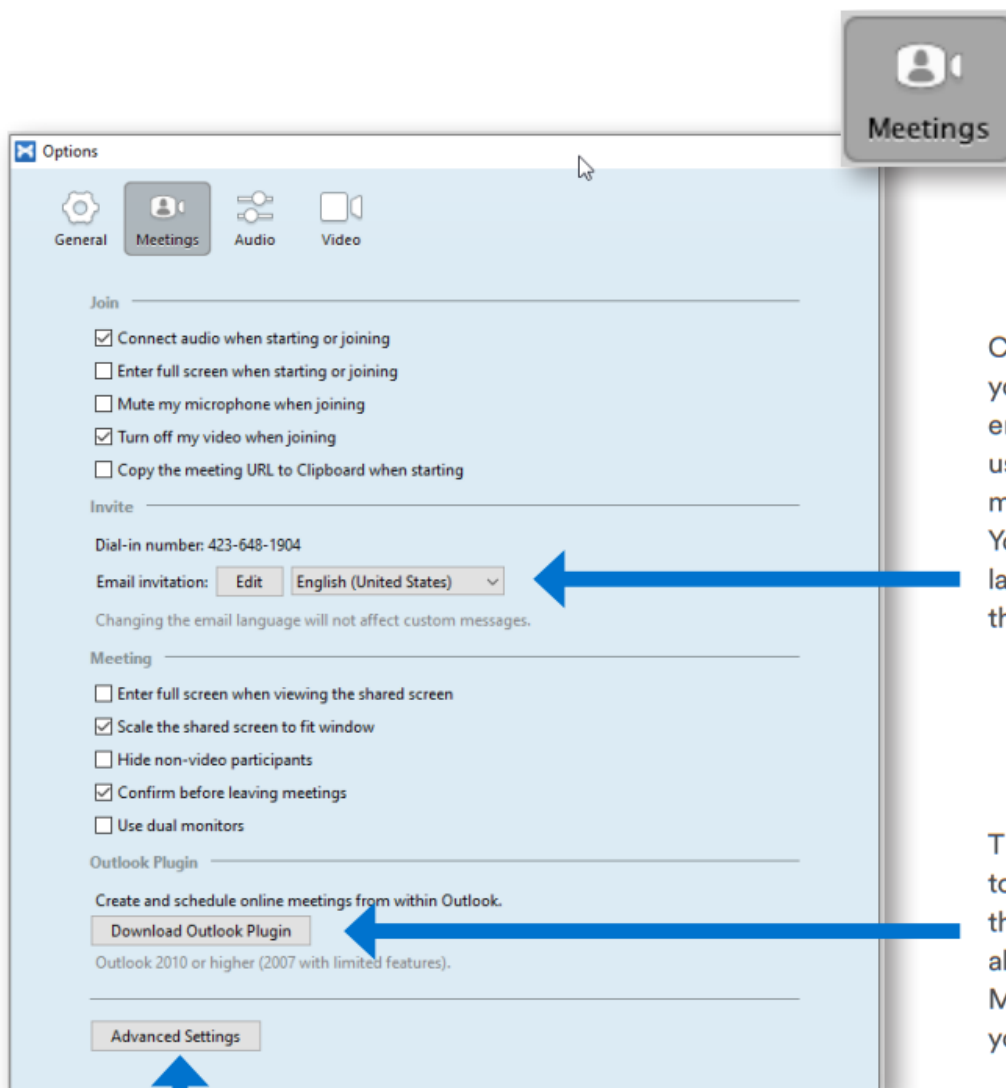 Meetings
Options
General Meetings Audio Video
Join
Connect audio when starting or joining
Enter full screen when starting or joining
Mute my microphone when joining
Turn off my video when joining
Copy the meeting URL to Clipboard when starting
Invite
Dial-in number: 423-648-1904
Email invitation: Edit English (United States)
Changing the email language will not affect custom messages.
Meeting
Enter full screen when viewing the shared screen
Scale the shared screen to fit window
Hide non-video participants
Confirm before leaving meetings
Use dual monitors
Outlook Plugin
Create and schedule online meetings from within Outlook.
Download Outlook Plugin
Outlook 2010 or higher (2007 with limited features).
Advanced Settings